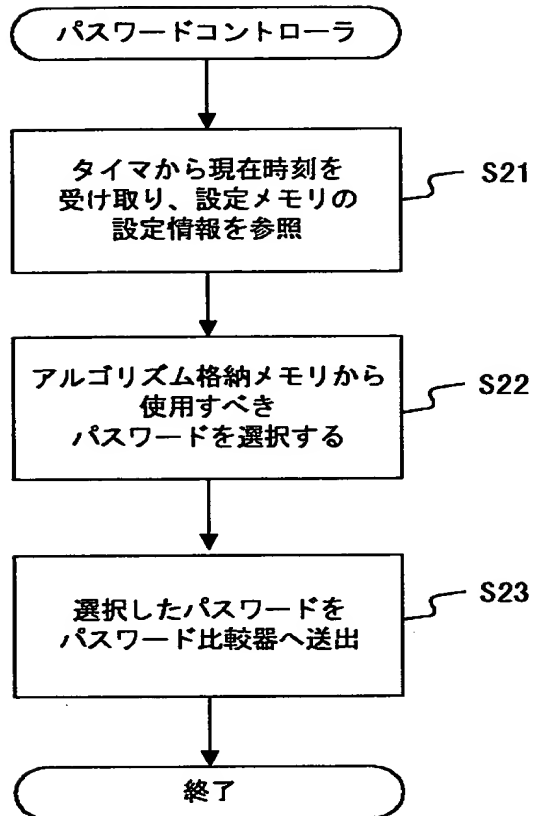 パスワードコントローラ
タイマから現在時刻を
受け取り、設定メモリの
設定情報を参照
S21
アルゴリズム格納メモリから
使用すべき
パスワードを選択する
S22
選択したパスワードを
パスワード比較器へ送出
S23
終了